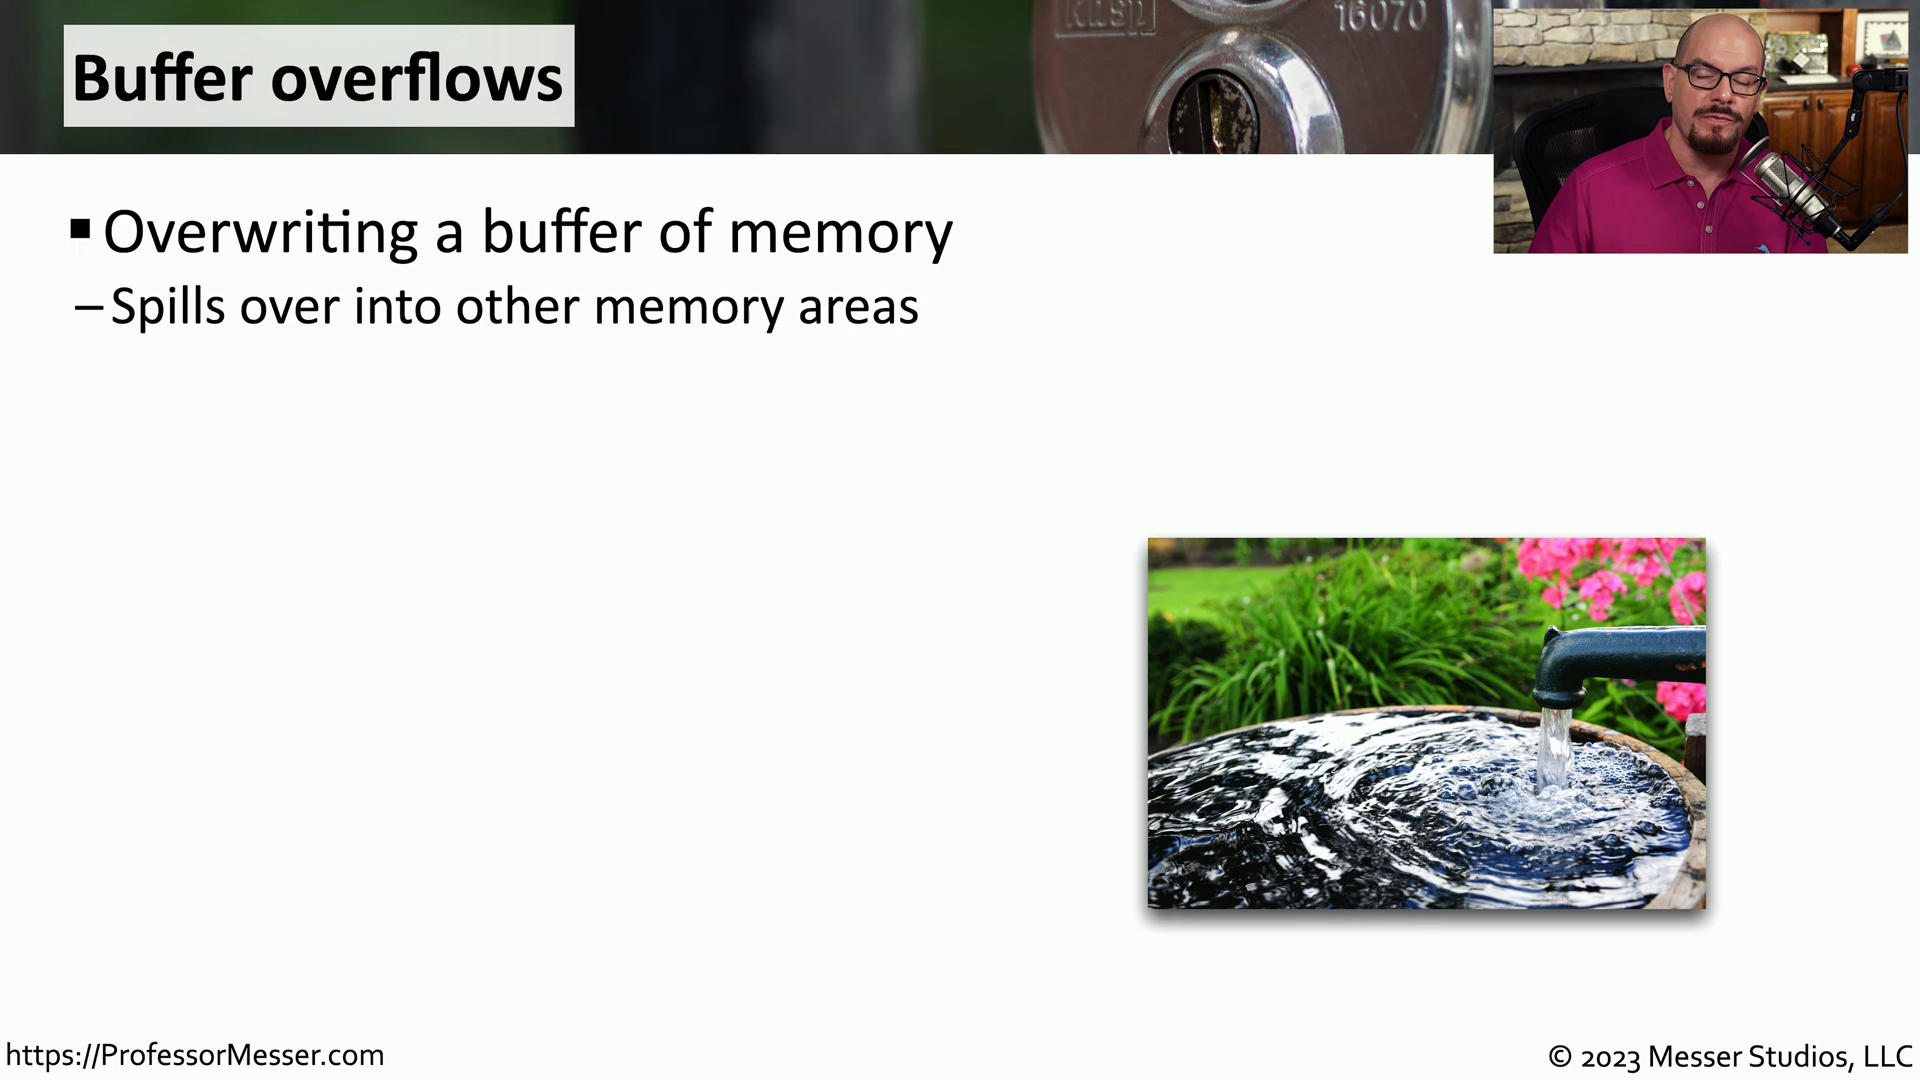 Buffer overflows
16070
▪ Overwriting a buffer of memory
– Spills over into other memory areas
https://ProfessorMesser.com
© 2023 Messer Studios, LLC